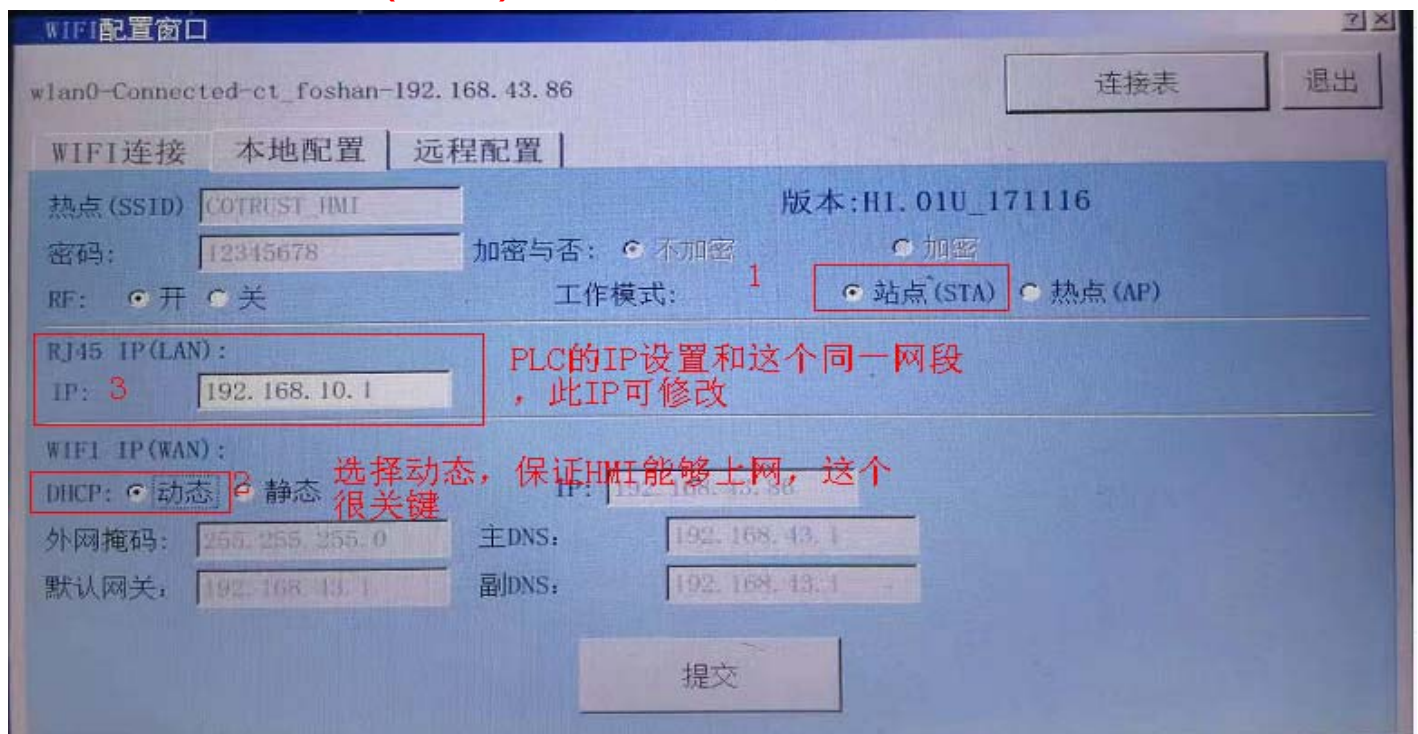 WIFI配置窗口
wlan0-Connected-ct_foshan-192.168.43.86
连接表
退出
WIFI连接
本地配置
远程配置
热点(SSID) COTRUST_HMI
版本:H1.01U_171116
密码: 12345678 加密与否: 不加密 加密
RF: 开 关 工作模式: 1 站点(STA) 热点(AP)
RJ45 IP(LAN):
IP: 3 192.168.10.1
PLC的IP设置和这个同一网段
,此IP可修改
WIFI IP(WAN):
DHCP: 动态 2 静态 IP: 192.168.43.86
选择动态,保证HMI能够上网,这个
很关键
外网掩码: 255.255.255.0 主DNS: 192.168.43.1
默认网关: 192.168.43.1 副DNS: 192.168.43.1
提交